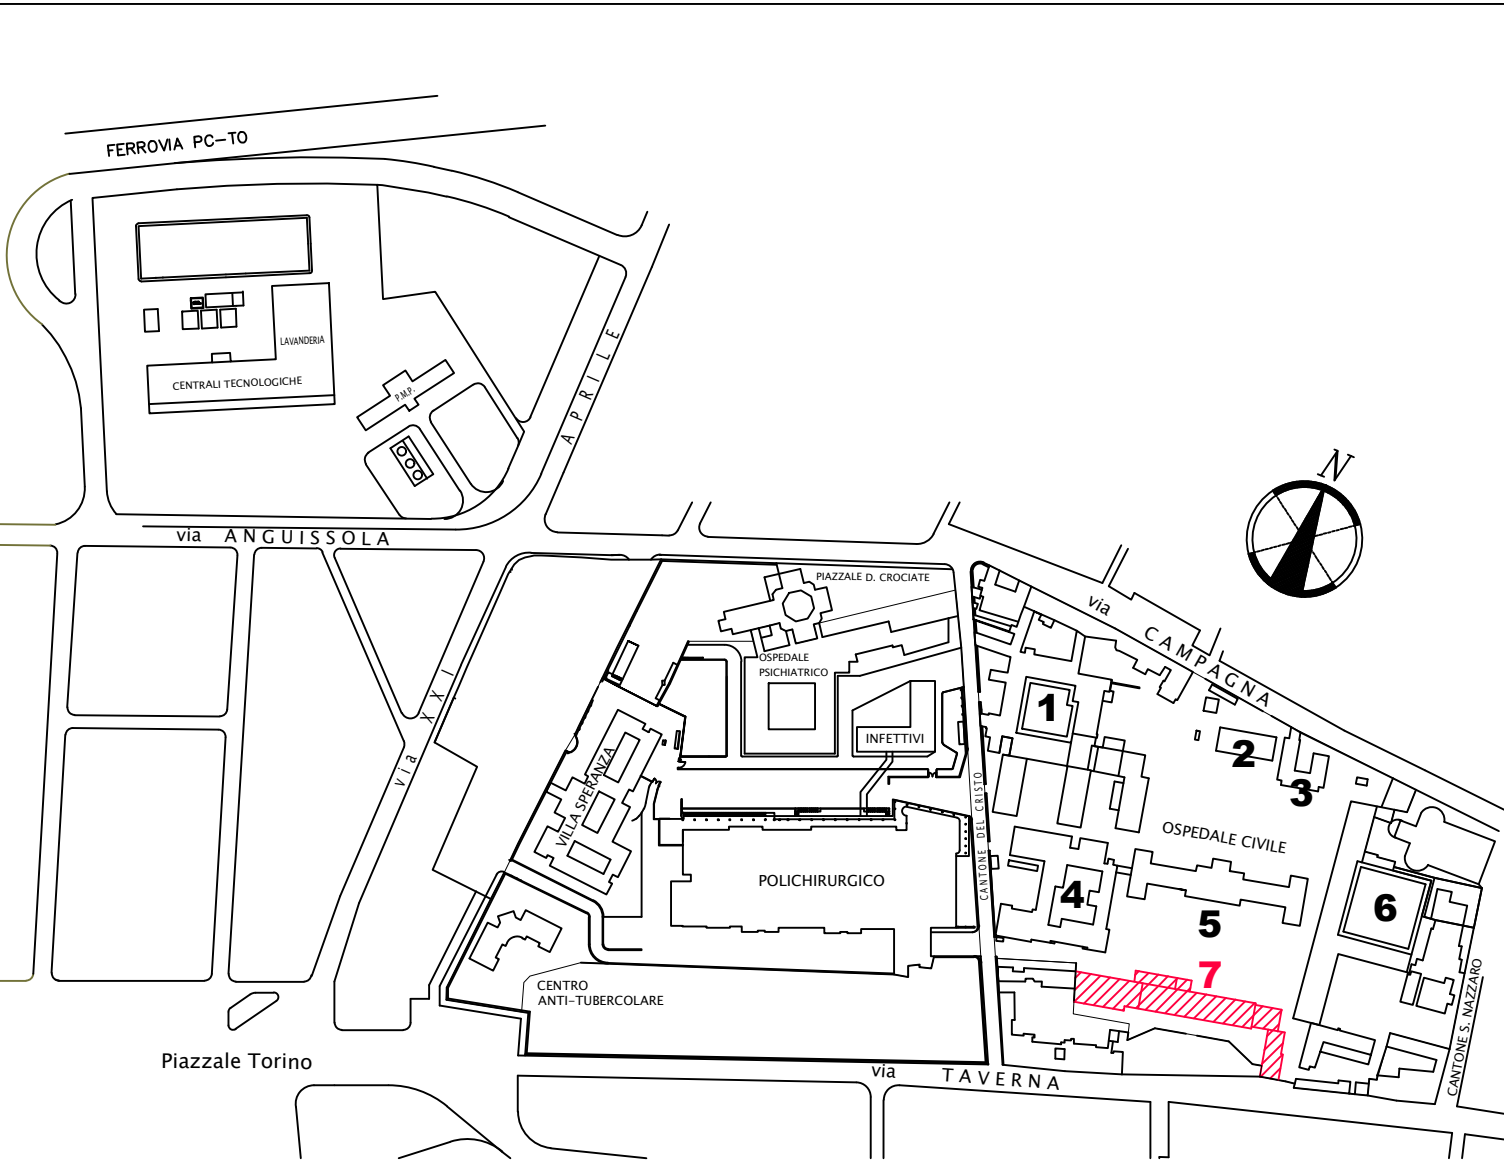 FERROVIA PC-TO
LAVANDERIA
CENTRALI TECNOLOGICHE
P.M.P.
via XXI APRILE
N
via ANGUISSOLA
PIAZZALE D. CROCIATE
via CAMPAGNA
OSPEDALE
PSICHIATRICO
1
INFETTIVI
2
3
VILLA SPERANZA
CANTONE DEL CRISTO
OSPEDALE CIVILE
POLICHIRURGICO
4
5
6
7
CENTRO
ANTI-TUBERCOLARE
CANTONE S. NAZZARO
Piazzale Torino
via TAVERNA